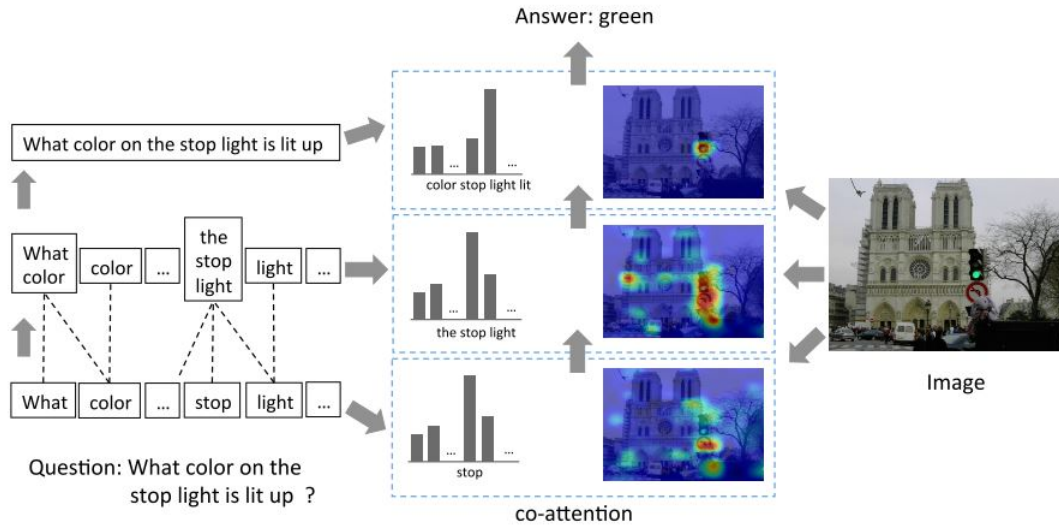 Answer: green
What color on the stop light is lit up
... ...
color stop light lit
What
color
color
...
the
stop
light
light
...
... ...
the stop light
What
color
...
stop
light
...
... ...
stop
Question: What color on the
stop light is lit up ?
co-attention
Image